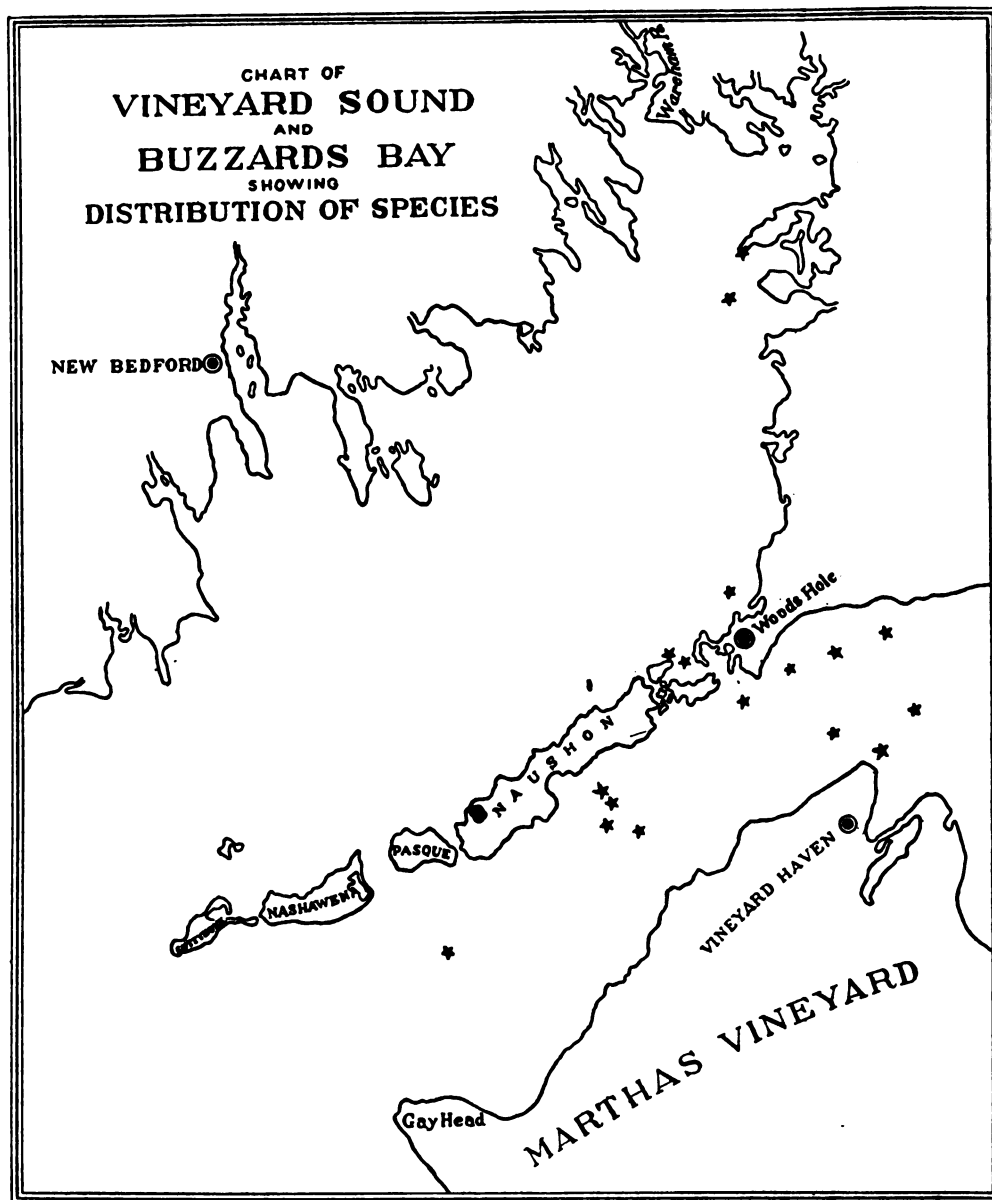 CHART OF
VINEYARD SOUND
AND
BUZZARDS BAY
SHOWING
DISTRIBUTION OF SPECIES
Wareham R.
NEW BEDFORD
Woods Hole
NAUSHON
PASQUE
NASHAWENA
VINEYARD HAVEN
MARTHAS VINEYARD
Gay Head